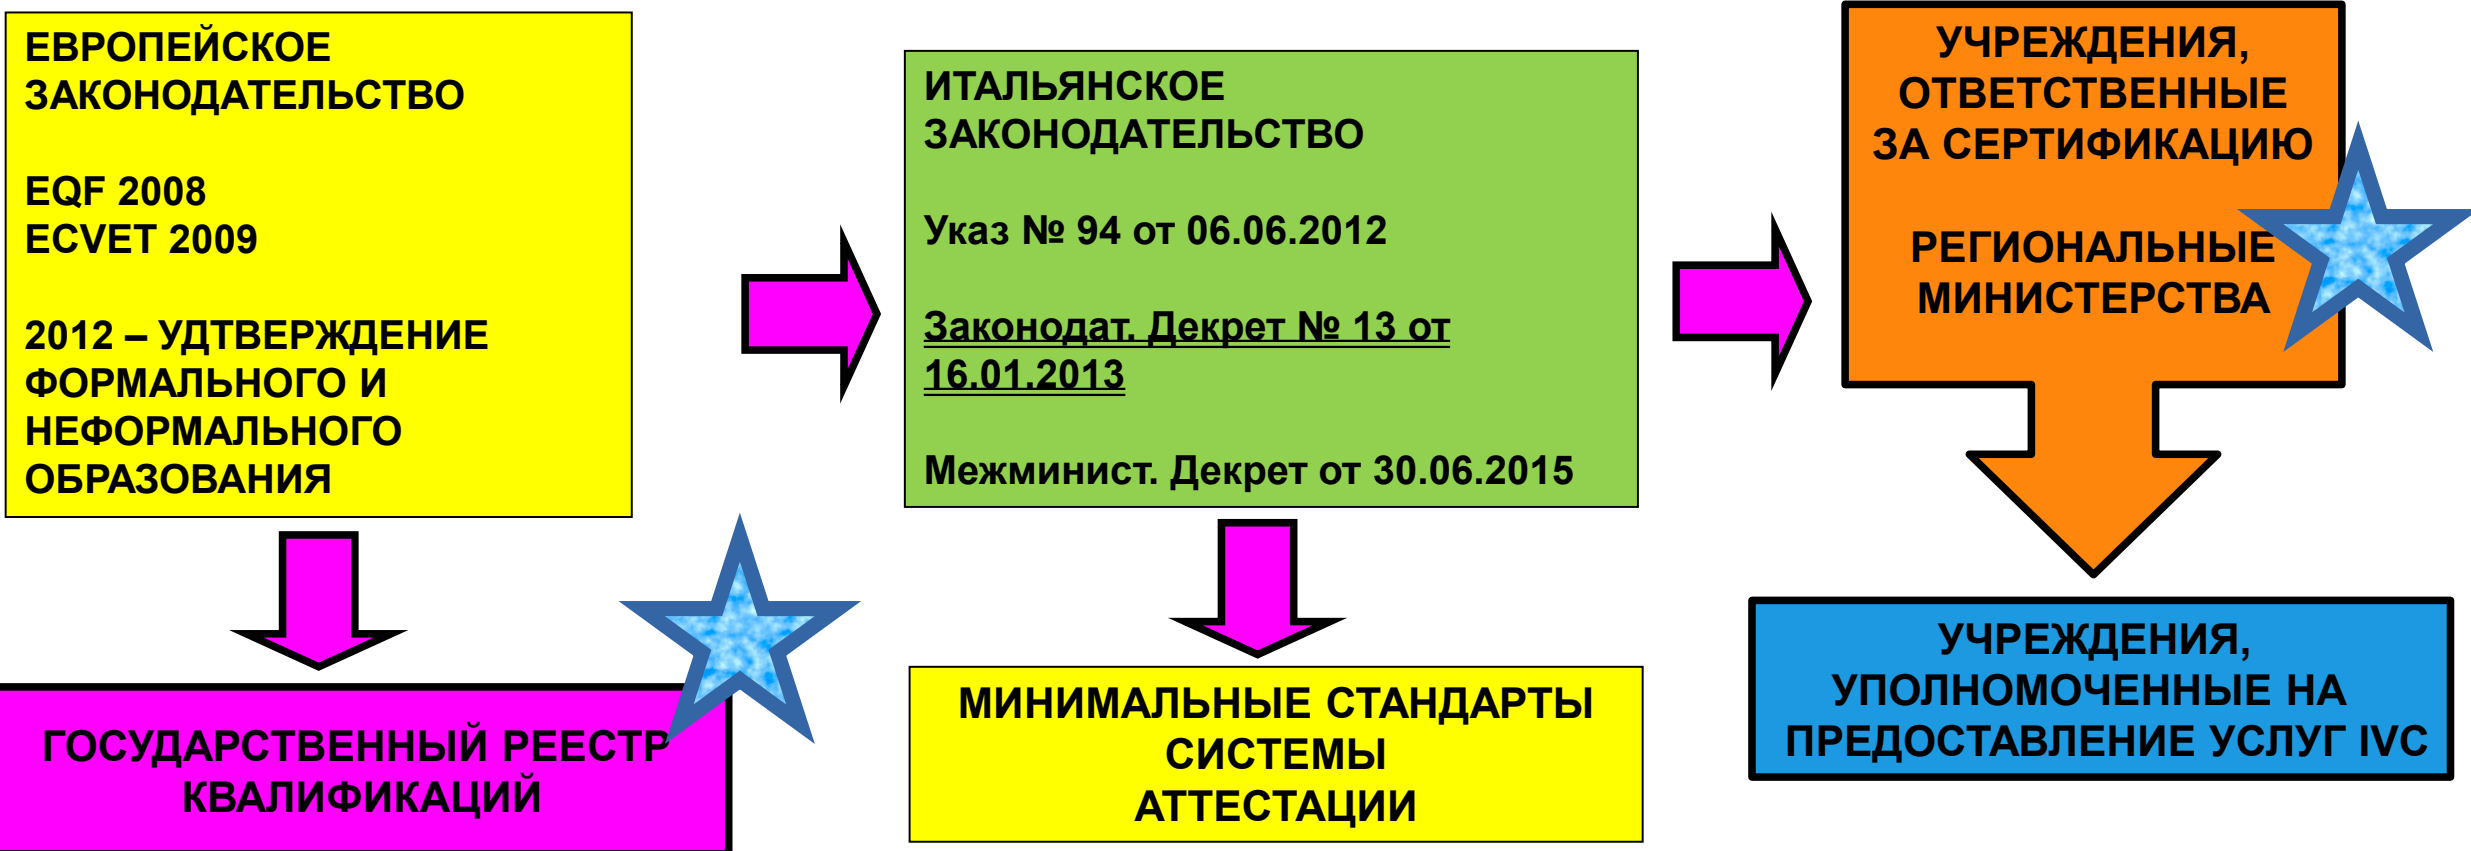 ЕВРОПЕЙСКОЕ
ЗАКОНОДАТЕЛЬСТВО
EQF 2008
ECVET 2009
2012 – УДТВЕРЖДЕНИЕ
ФОРМАЛЬНОГО И
НЕФОРМАЛЬНОГО
ОБРАЗОВАНИЯ
ИТАЛЬЯНСКОЕ
ЗАКОНОДАТЕЛЬСТВО
Указ № 94 от 06.06.2012
Законодат. Декрет № 13 от
16.01.2013
Межминист. Декрет от 30.06.2015
УЧРЕЖДЕНИЯ,
ОТВЕТСТВЕННЫЕ
ЗА СЕРТИФИКАЦИЮ
РЕГИОНАЛЬНЫЕ
МИНИСТЕРСТВА
ГОСУДАРСТВЕННЫЙ РЕЕСТР
КВАЛИФИКАЦИЙ
МИНИМАЛЬНЫЕ СТАНДАРТЫ
СИСТЕМЫ
АТТЕСТАЦИИ
УЧРЕЖДЕНИЯ,
УПОЛНОМОЧЕННЫЕ НА
ПРЕДОСТАВЛЕНИЕ УСЛУГ IVC